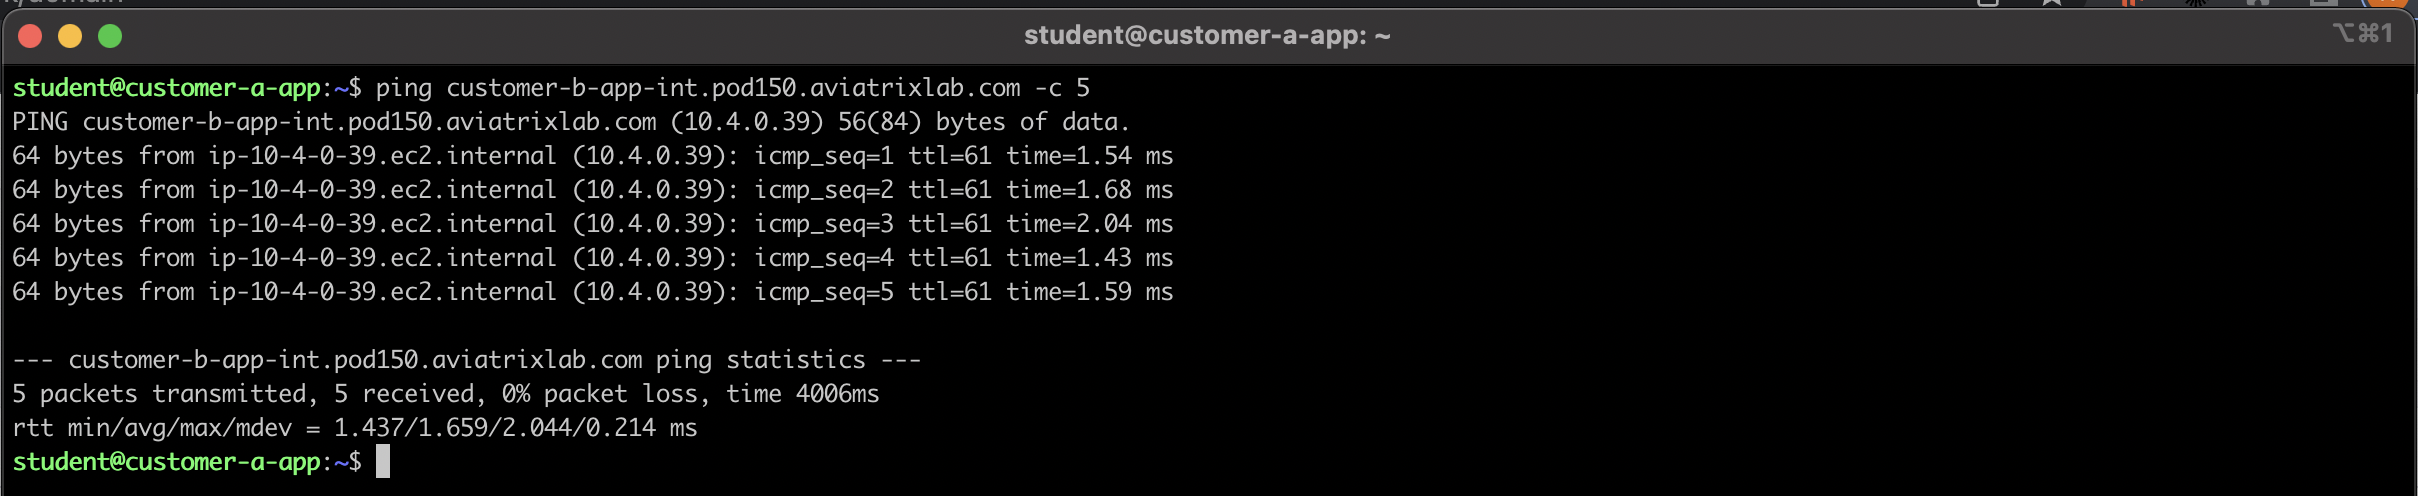 student@customer-a-app: ~
⌥⌘1
student@customer-a-app:~$ ping customer-b-app-int.pod150.aviatrixlab.com -c 5
PING customer-b-app-int.pod150.aviatrixlab.com (10.4.0.39) 56(84) bytes of data.
64 bytes from ip-10-4-0-39.ec2.internal (10.4.0.39): icmp_seq=1 ttl=61 time=1.54 ms
64 bytes from ip-10-4-0-39.ec2.internal (10.4.0.39): icmp_seq=2 ttl=61 time=1.68 ms
64 bytes from ip-10-4-0-39.ec2.internal (10.4.0.39): icmp_seq=3 ttl=61 time=2.04 ms
64 bytes from ip-10-4-0-39.ec2.internal (10.4.0.39): icmp_seq=4 ttl=61 time=1.43 ms
64 bytes from ip-10-4-0-39.ec2.internal (10.4.0.39): icmp_seq=5 ttl=61 time=1.59 ms
--- customer-b-app-int.pod150.aviatrixlab.com ping statistics ---
5 packets transmitted, 5 received, 0% packet loss, time 4006ms
rtt min/avg/max/mdev = 1.437/1.659/2.044/0.214 ms
student@customer-a-app:~$